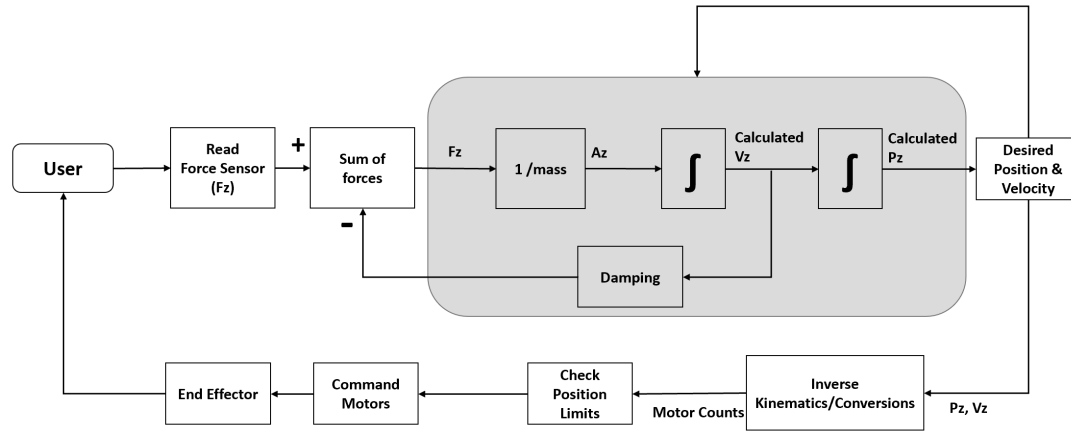 User
Read
Force Sensor
(Fz)
+
−
Sum of
forces
Fz
1 /mass
Az
∫
Calculated
Vz
∫
Calculated
Pz
Desired
Position &
Velocity
Damping
End Effector
Command
Motors
Check
Position
Limits
Motor Counts
Inverse
Kinematics/Conversions
Pz, Vz